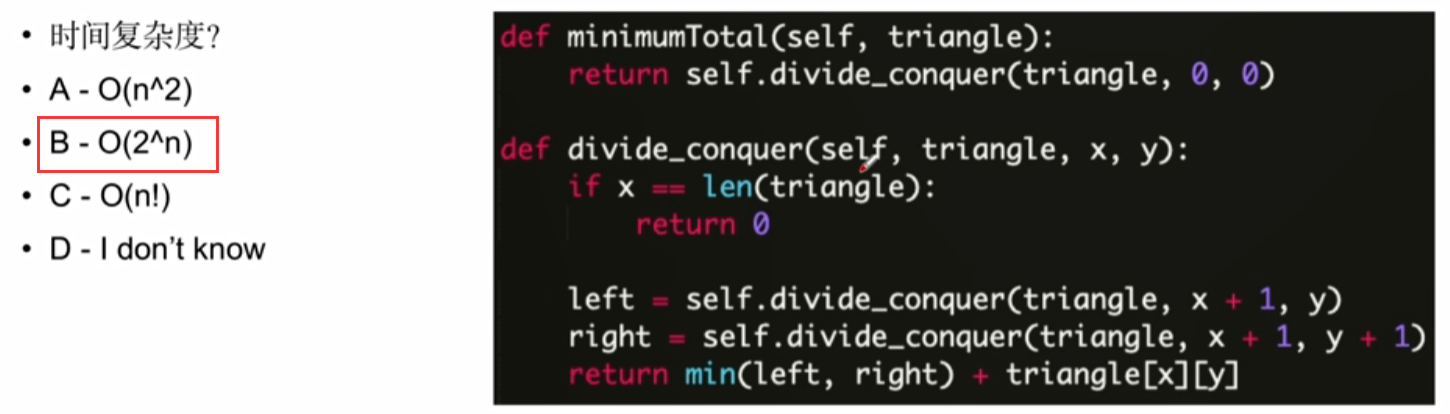 • 时间复杂度?
• A - O(n^2)
• B - O(2^n)
• C - O(n!)
• D - I don’t know
def minimumTotal(self, triangle):
    return self.divide_conquer(triangle, 0, 0)

def divide_conquer(self, triangle, x, y):
    if x == len(triangle):
        return 0

    left = self.divide_conquer(triangle, x + 1, y)
    right = self.divide_conquer(triangle, x + 1, y + 1)
    return min(left, right) + triangle[x][y]